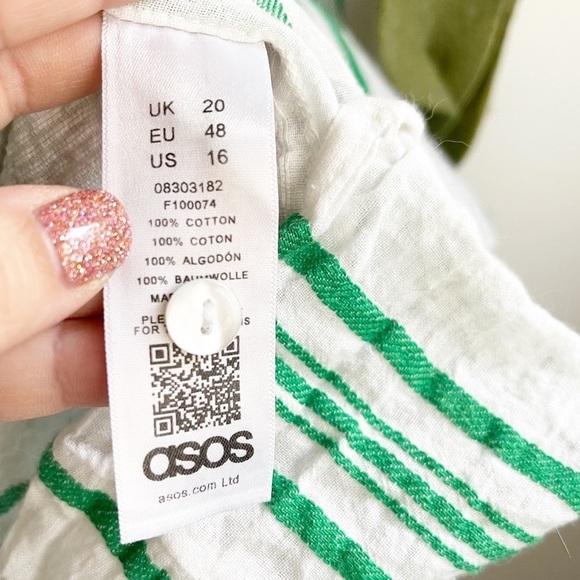 UK 20
EU 48
US 16
08303182
F100074
100% COTTON
100% COTON
100% ALGODÓN
100% BAUMWOLLE
FOR
asos
asos.com Ltd